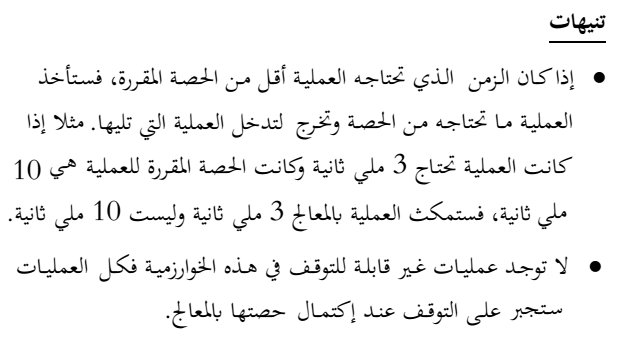 تنيهات
• إذا كان الزمن الذي تحتاجه العملية أقل من الحصة المقررة، فستأخذ
العملية ما تحتاجه من الحصة وتخرج لتدخل العملية التي تليها. مثلا إذا
كانت العملية تحتاج 3 ملي ثانية وكانت الحصة المقررة للعملية هي 10
ملي ثانية، فستمكث العملية بالمعالج 3 ملي ثانية وليست 10 ملي ثانية.
• لا توجد عمليات غير قابلة للتوقف في هذه الخوارزمية فكل العمليات
ستجبر على التوقف عند إكتمال حصتها بالمعالج.